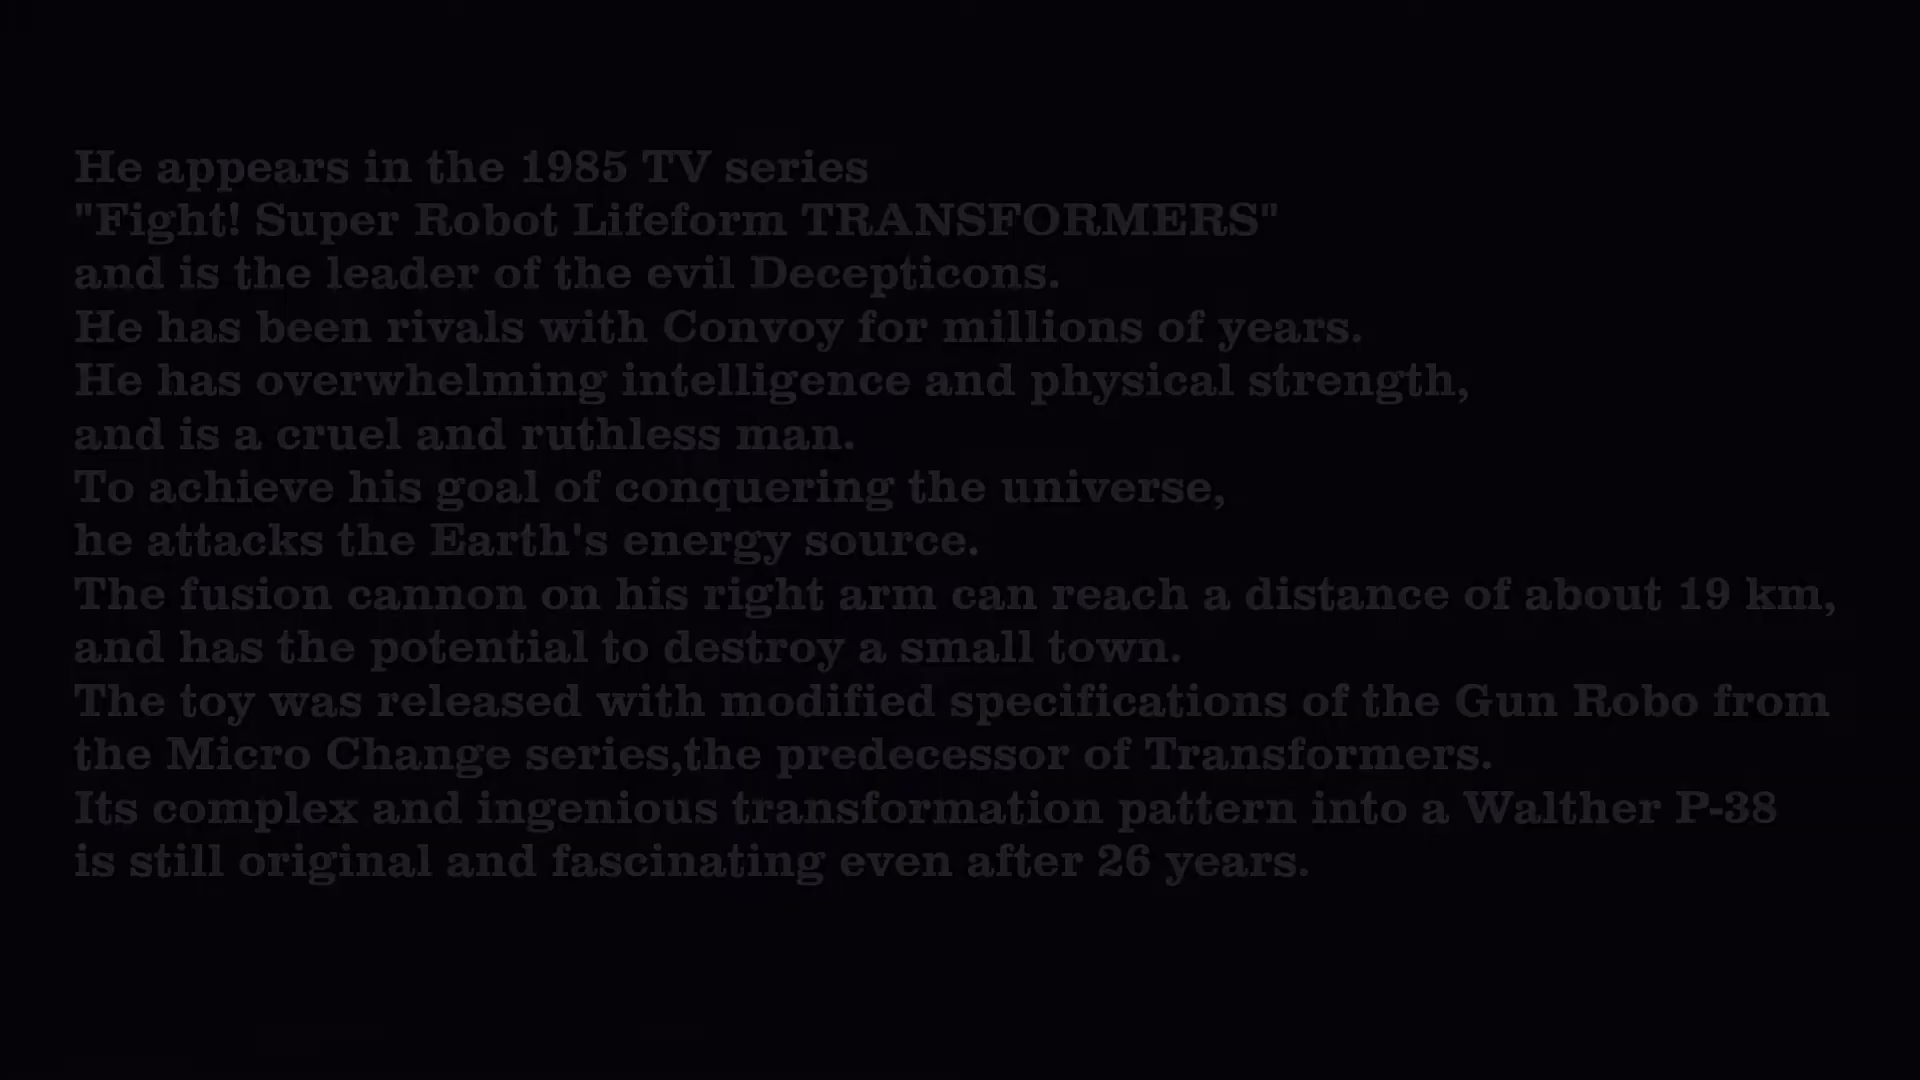 He appears in the 1985 TV series
"Fight! Super Robot Lifeform TRANSFORMERS"
and is the leader of the evil Decepticons.
He has been rivals with Convoy for millions of years.
He has overwhelming intelligence and physical strength,
and is a cruel and ruthless man.
To achieve his goal of conquering the universe,
he attacks the Earth's energy source.
The fusion cannon on his right arm can reach a distance of about 19 km,
and has the potential to destroy a small town.
The toy was released with modified specifications of the Gun Robo from
the Micro Change series,the predecessor of Transformers.
Its complex and ingenious transformation pattern into a Walther P-38
is still original and fascinating even after 26 years.